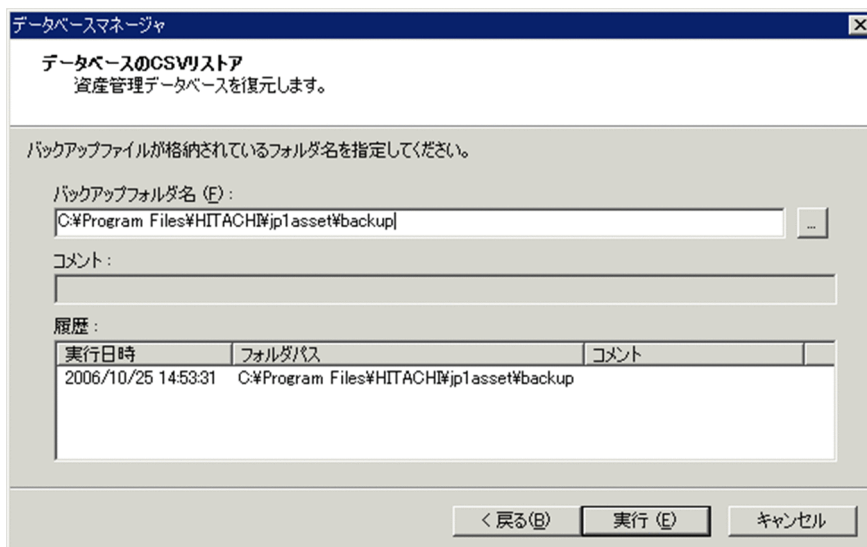 データベースマネージャ
データベースのCSVリストア
資産管理データベースを復元します。
バックアップファイルが格納されているフォルダ名を指定してください。
バックアップフォルダ名 (F) :
C:¥Program Files¥HITACHI¥jp1asset¥backup
...
コメント :
履歴 :
実行日時 フォルダパス コメント
2006/10/25 14:53:31 C:¥Program Files¥HITACHI¥jp1asset¥backup
< 戻る(B) 実行 (E) キャンセル